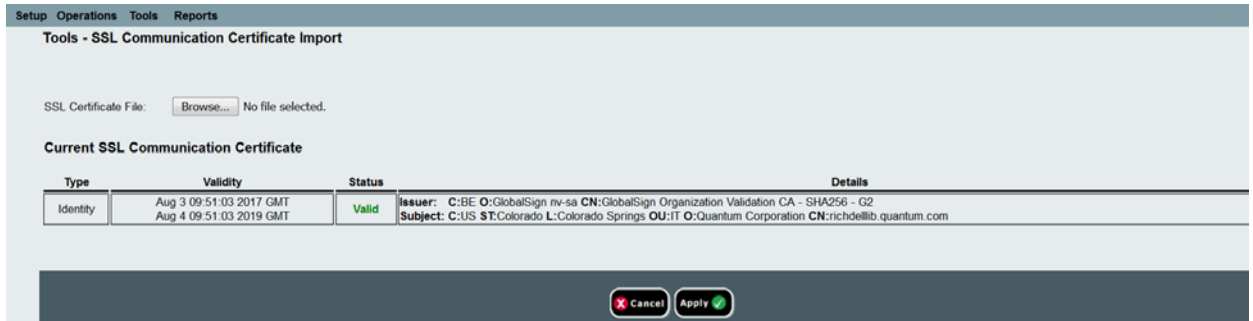 Setup Operations Tools Reports
Tools - SSL Communication Certificate Import
SSL Certificate File: Browse... No file selected.
Current SSL Communication Certificate
Type Validity Status Details
Identity Aug 3 09:51:03 2017 GMT Valid Issuer: C:BE O:GlobalSign nv-sa CN:GlobalSign Organization Validation CA - SHA256 - G2
Aug 4 09:51:03 2019 GMT Subject: C:US ST:Colorado L:Colorado Springs OU:IT O:Quantum Corporation CN:richdelllib.quantum.com
Cancel Apply